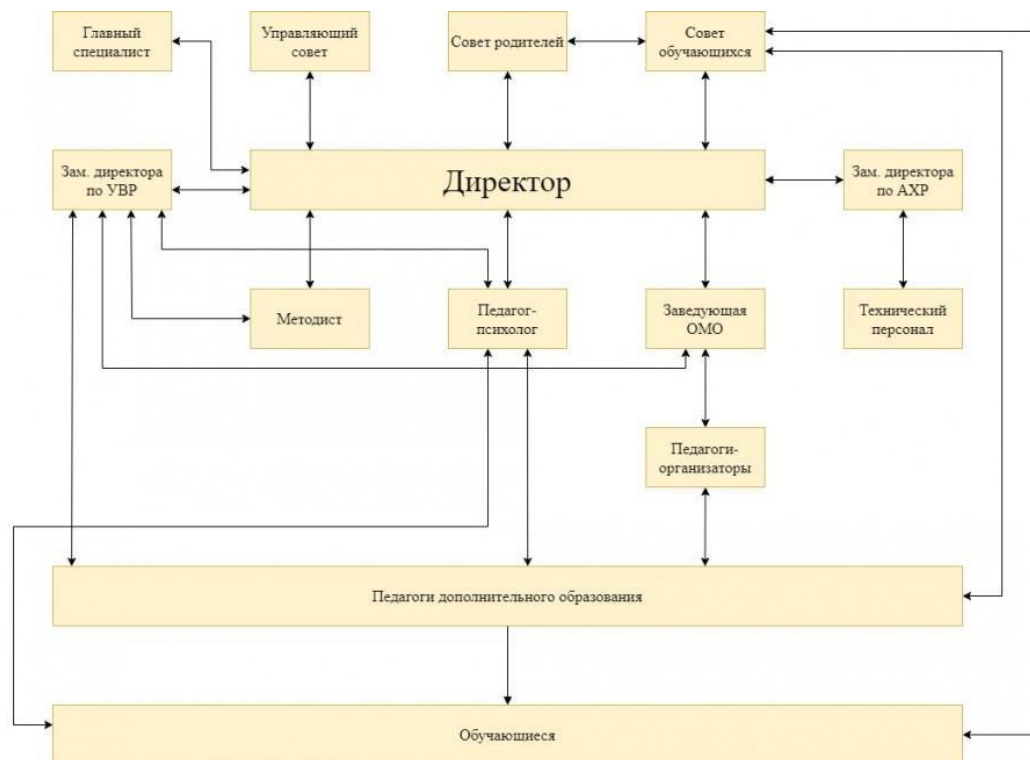 Главный
специалист
Управляющий
совет
Совет родителей
Совет
обучающихся
Зам. директора
по УВР
Директор
Зам. директора
по АХР
Методист
Педагог-
психолог
Заведующая
ОМО
Технический
персонал
Педагоги-
организаторы
Педагоги дополнительного образования
Обучающиеся